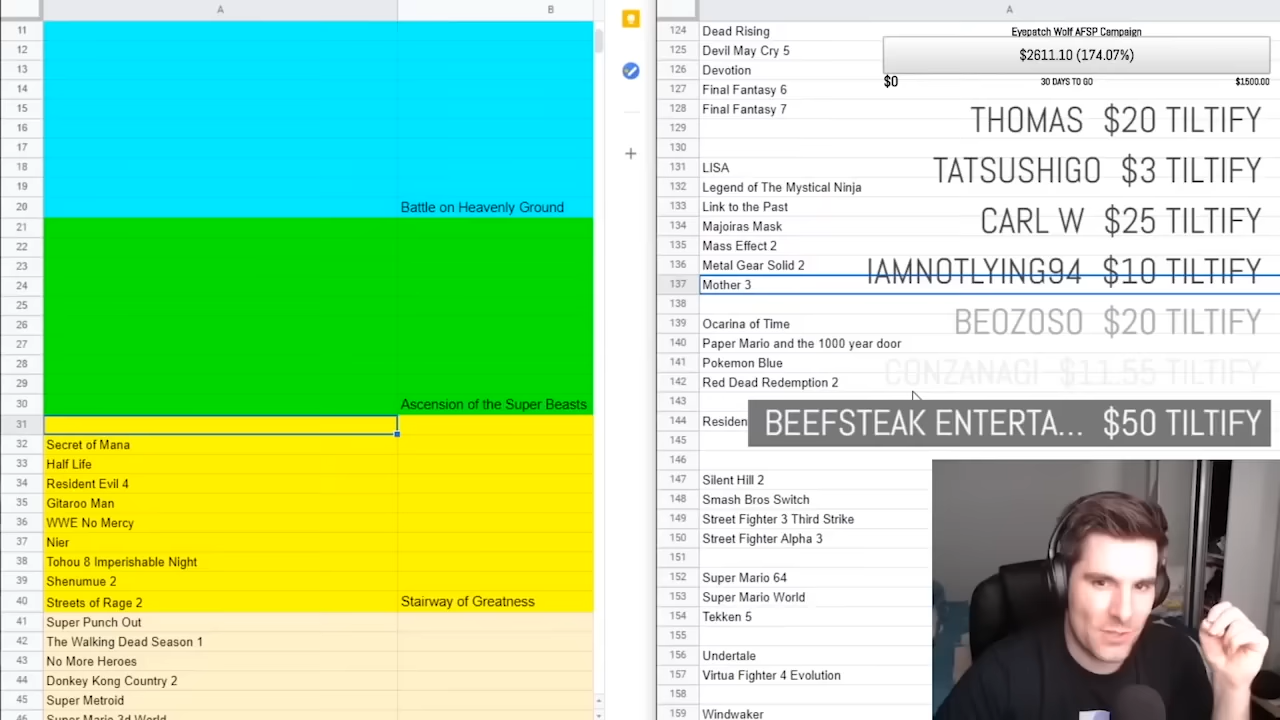 A
B
11
12
13
14
15
16
17
18
19
20 Battle on Heavenly Ground
21
22
23
24
25
26
27
28
29
30 Ascension of the Super Beasts
31
32 Secret of Mana
33 Half Life
34 Resident Evil 4
35 Gitaroo Man
36 WWE No Mercy
37 Nier
38 Tohou 8 Imperishable Night
39 Shenumue 2
40 Streets of Rage 2 Stairway of Greatness
41 Super Punch Out
42 The Walking Dead Season 1
43 No More Heroes
44 Donkey Kong Country 2
45 Super Metroid
46 Super Mario 3d World
A
124 Dead Rising
125 Devil May Cry 5
126 Devotion
127 Final Fantasy 6
128 Final Fantasy 7
129
130
131 LISA
132 Legend of The Mystical Ninja
133 Link to the Past
134 Majoiras Mask
135 Mass Effect 2
136 Metal Gear Solid 2
137 Mother 3
138
139 Ocarina of Time
140 Paper Mario and the 1000 year door
141 Pokemon Blue
142 Red Dead Redemption 2
143
144 Residen
145
146
147 Silent Hill 2
148 Smash Bros Switch
149 Street Fighter 3 Third Strike
150 Street Fighter Alpha 3
151
152 Super Mario 64
153 Super Mario World
154 Tekken 5
155
156 Undertale
157 Virtua Fighter 4 Evolution
158
159 Windwaker
Eyepatch Wolf AFSP Campaign
$2611.10 (174.07%)
$0 30 DAYS TO GO $1500.00
THOMAS $20 TILTIFY
TATSUSHIGO $3 TILTIFY
CARL W $25 TILTIFY
IAMNOTLYING94 $10 TILTIFY
BEOZOSO $20 TILTIFY
CONZANAGI $11.55 TILTIFY
BEEFSTEAK ENTERTA... $50 TILTIFY